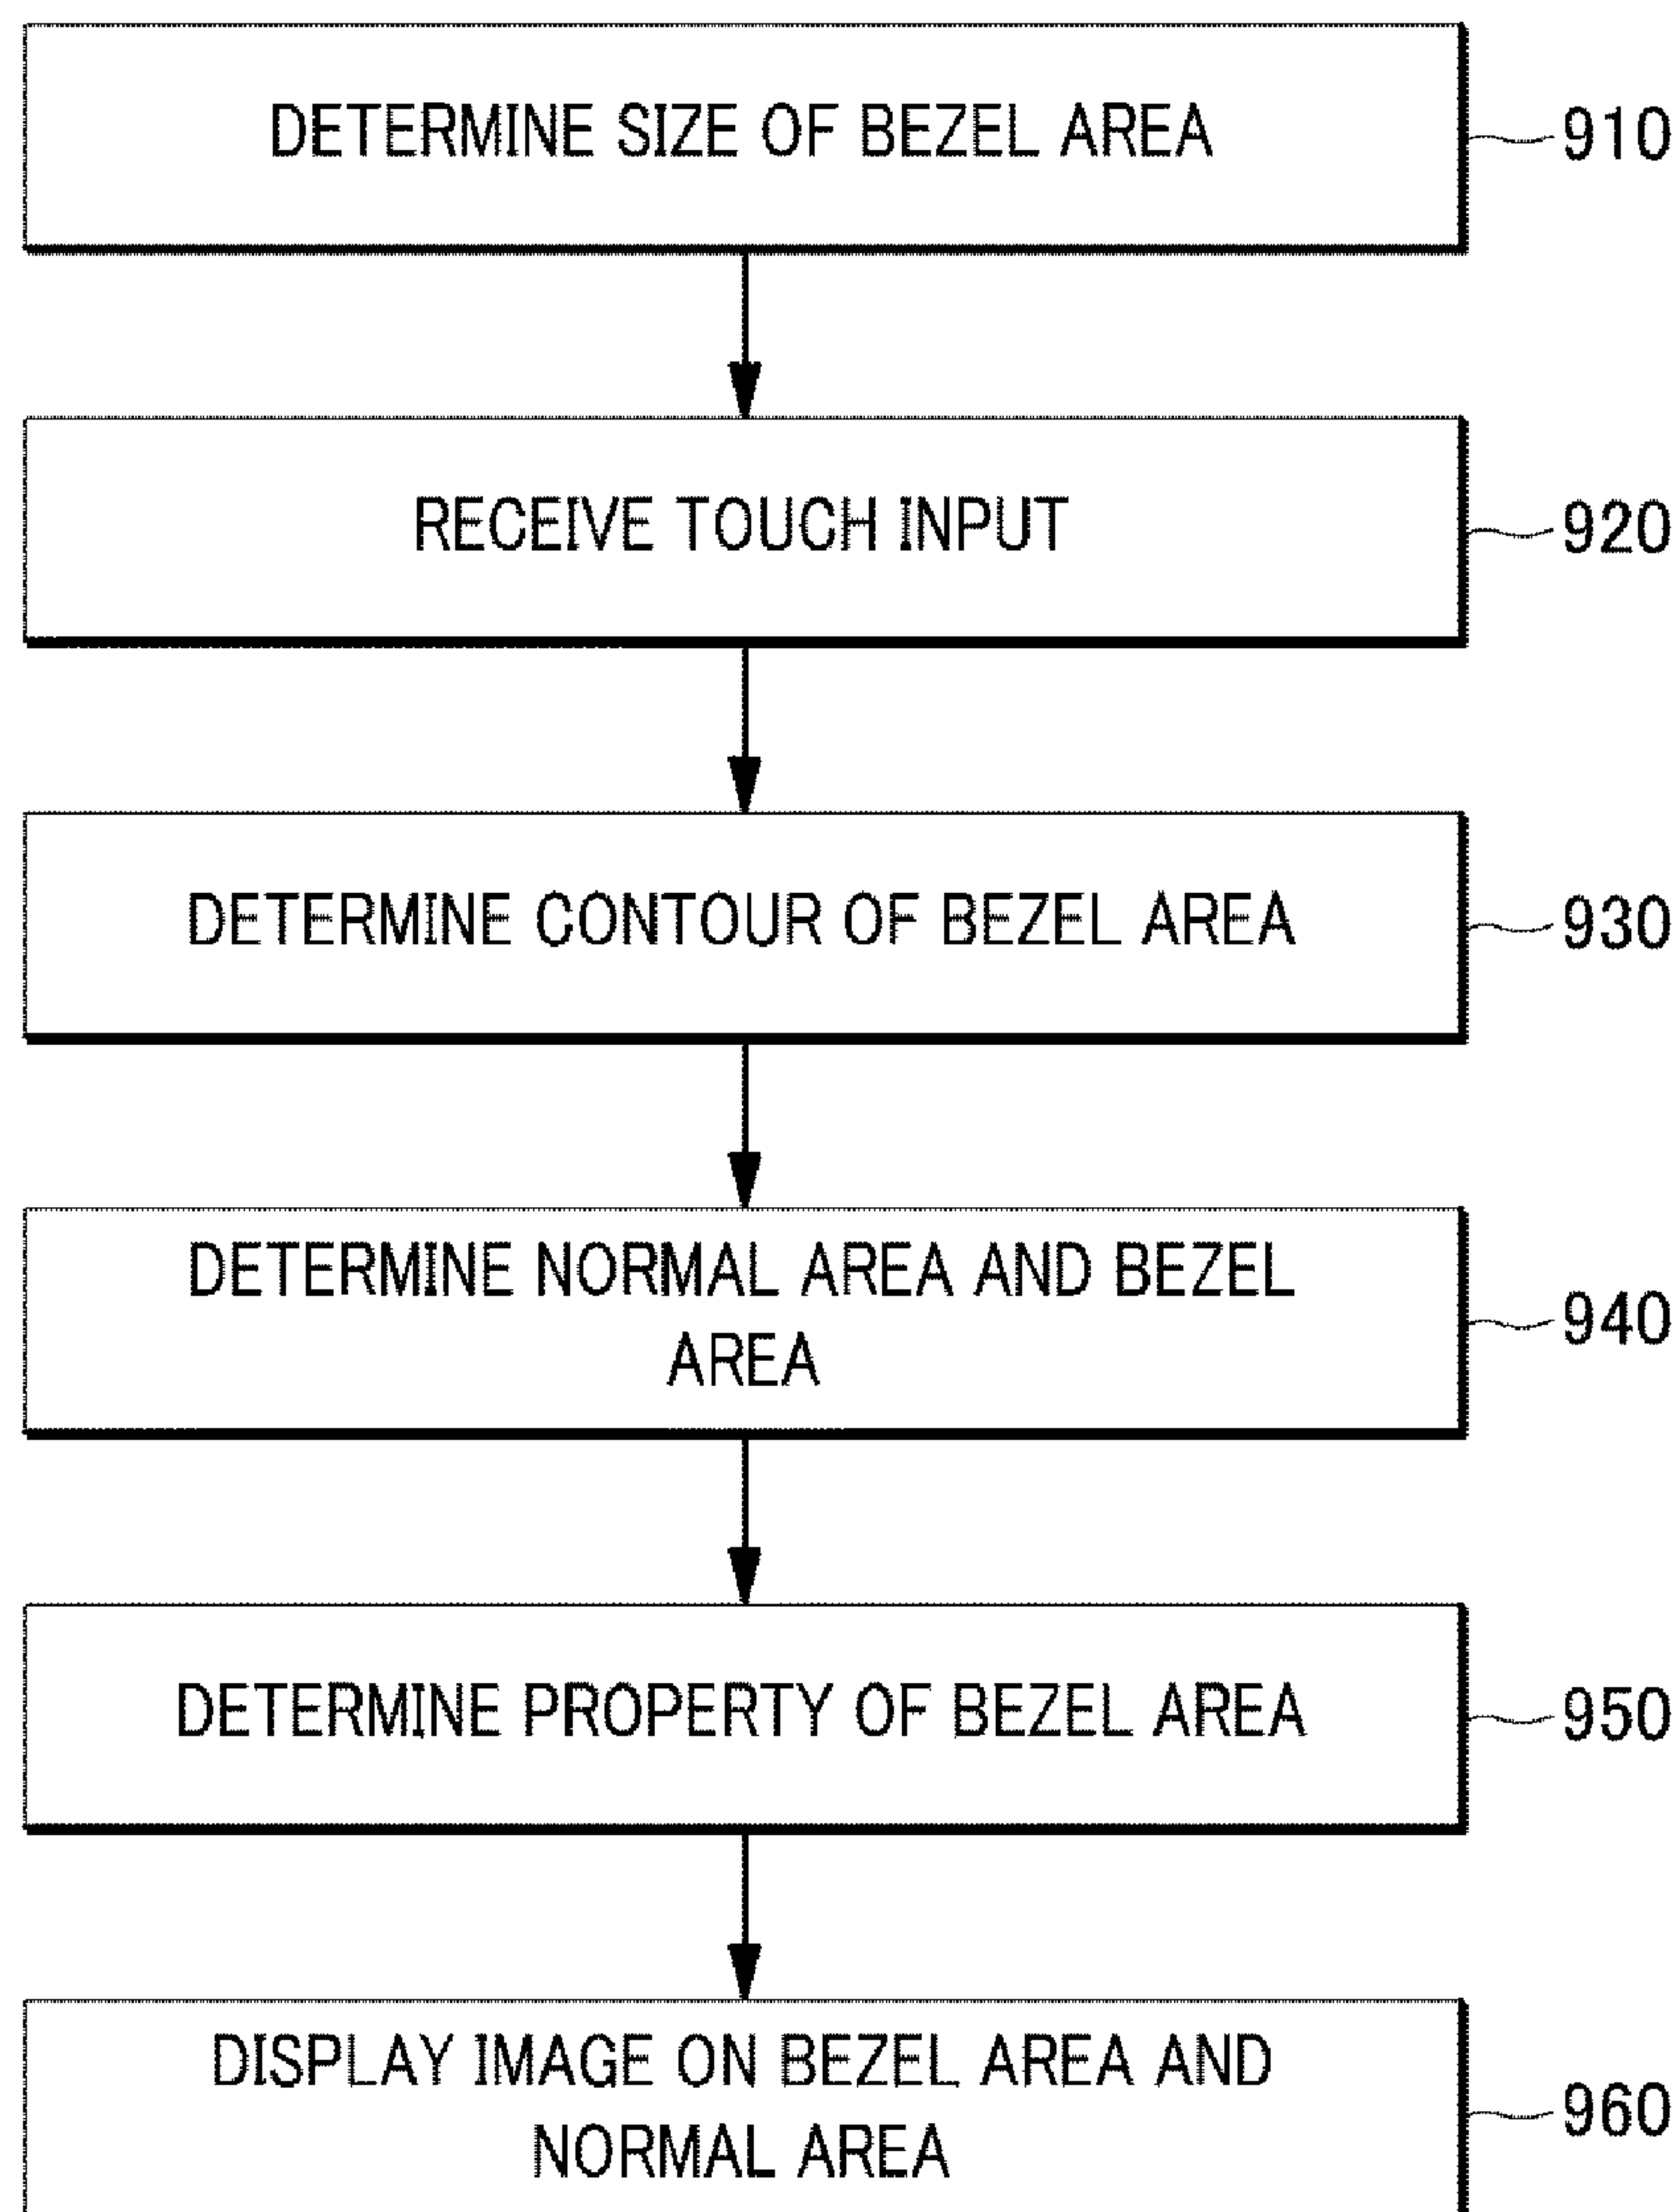 DETERMINE SIZE OF BEZEL AREA
910
RECEIVE TOUCH INPUT
920
DETERMINE CONTOUR OF BEZEL AREA
930
DETERMINE NORMAL AREA AND BEZEL
AREA
940
DETERMINE PROPERTY OF BEZEL AREA
950
DISPLAY IMAGE ON BEZEL AREA AND
NORMAL AREA
960